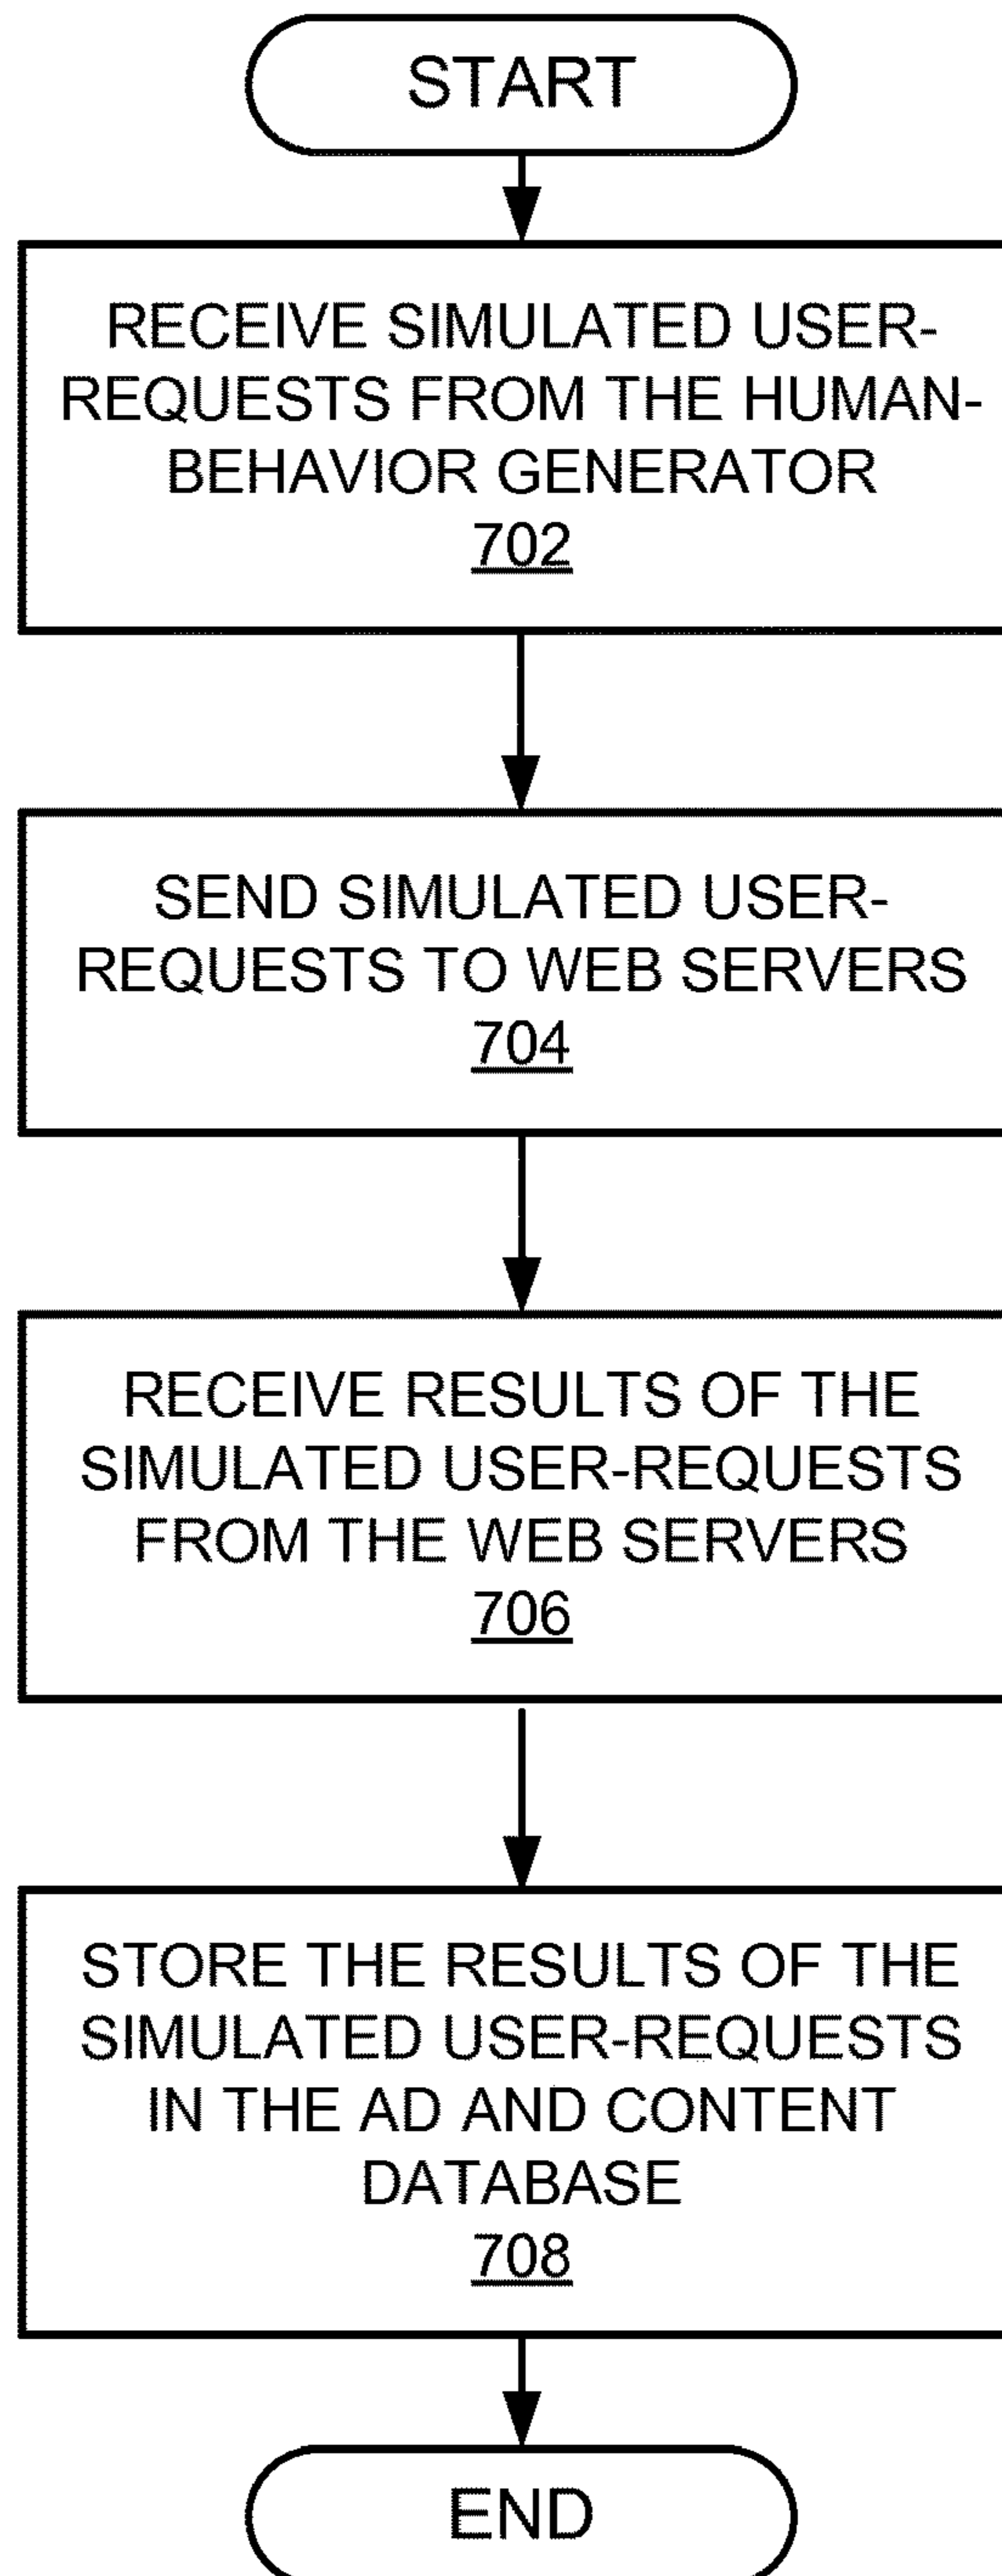 START
RECEIVE SIMULATED USER-
REQUESTS FROM THE HUMAN-
BEHAVIOR GENERATOR
702
SEND SIMULATED USER-
REQUESTS TO WEB SERVERS
704
RECEIVE RESULTS OF THE
SIMULATED USER-REQUESTS
FROM THE WEB SERVERS
706
STORE THE RESULTS OF THE
SIMULATED USER-REQUESTS
IN THE AD AND CONTENT
DATABASE
708
END